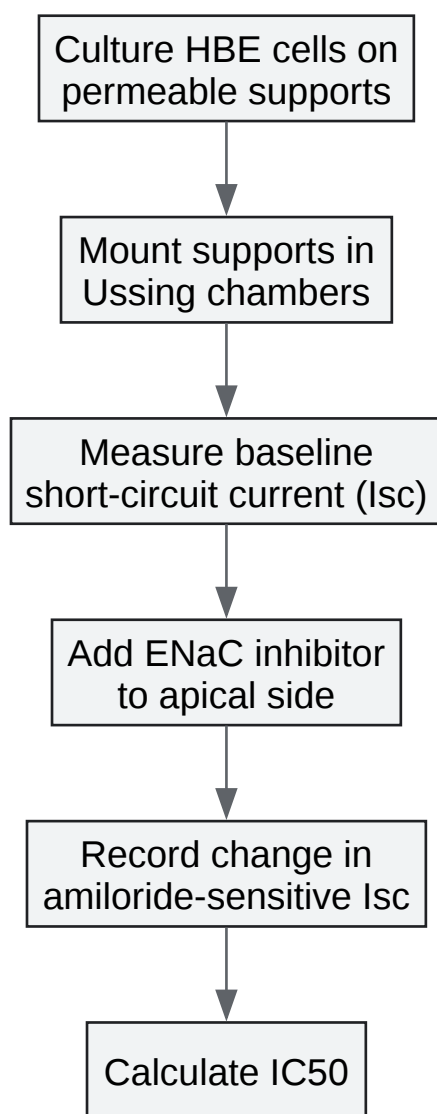 Culture HBE cells on
permeable supports
Mount supports in
Ussing chambers
Measure baseline
short-circuit current (Isc)
Add ENaC inhibitor
to apical side
Record change in
amiloride-sensitive Isc
Calculate IC50